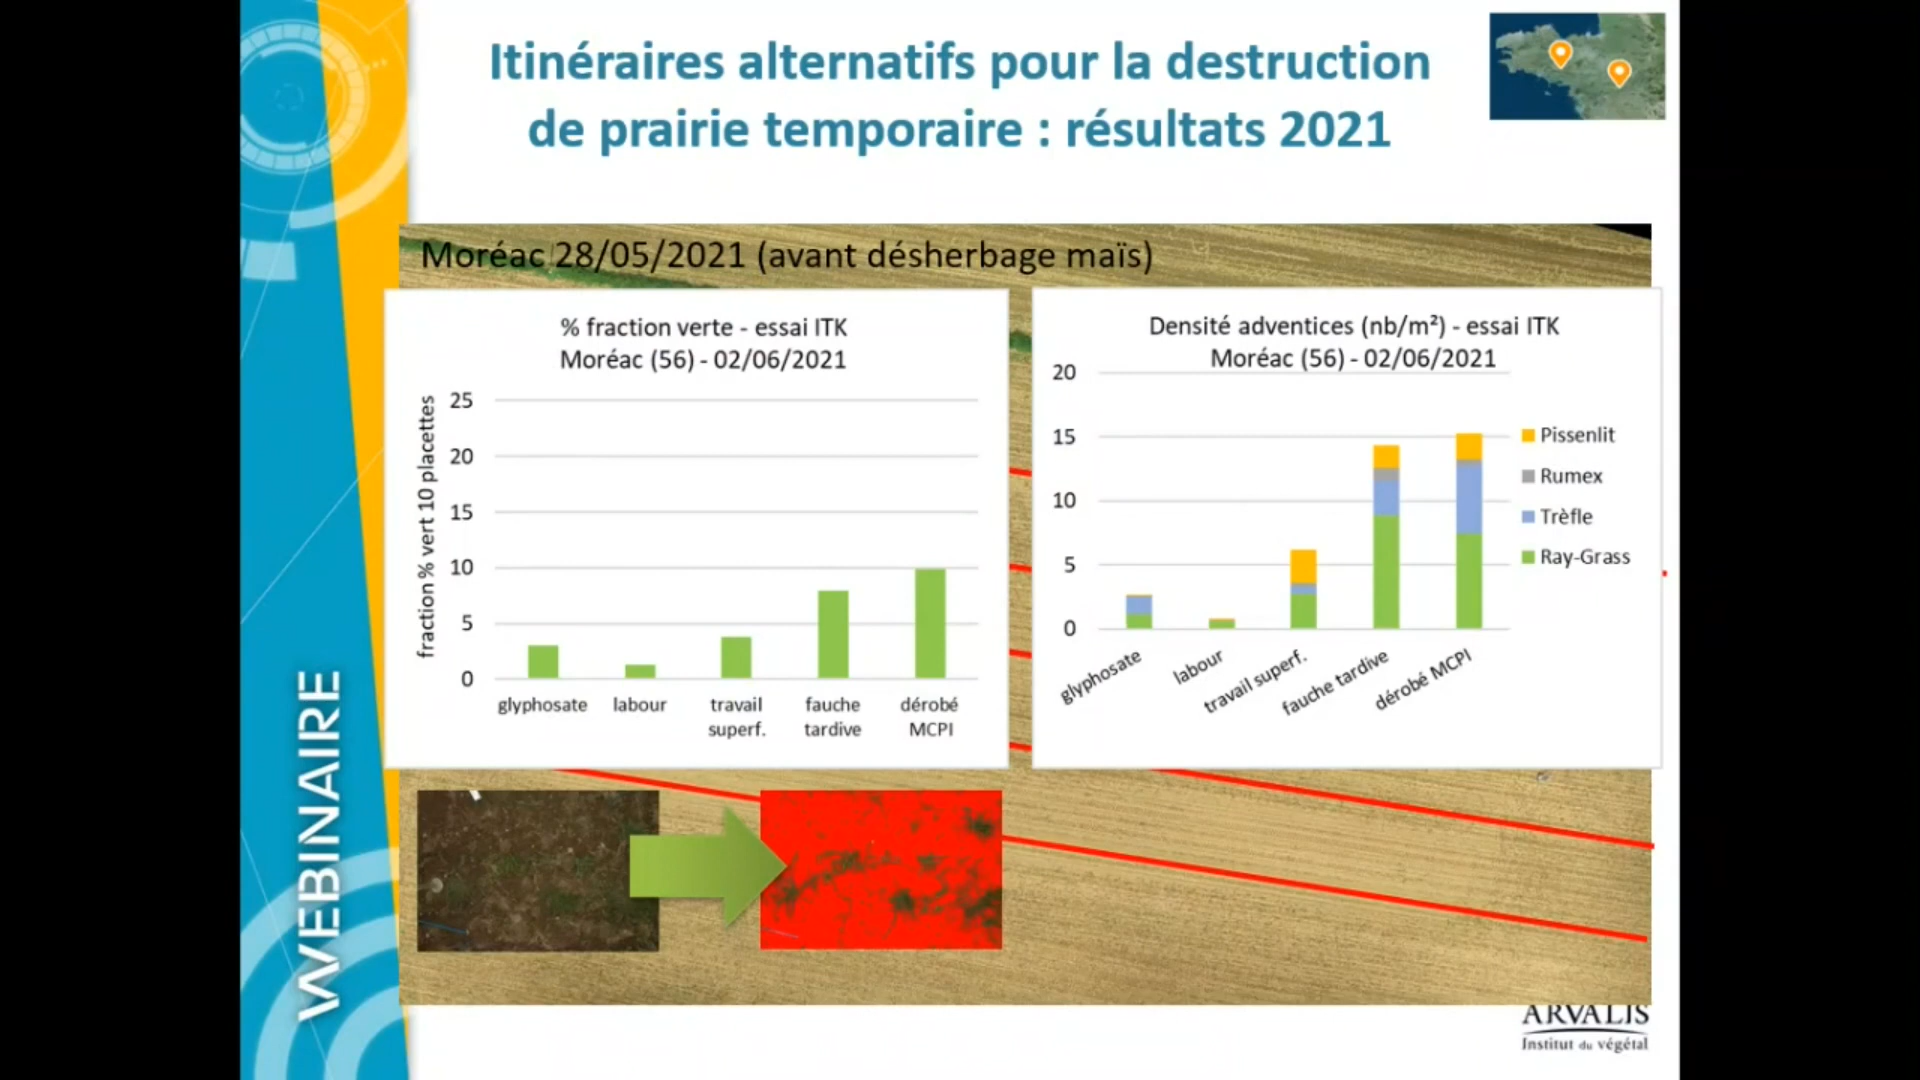 Itinéraires alternatifs pour la destruction
de prairie temporaire : résultats 2021
Moréac 28/05/2021 (avant désherbage maïs)
% fraction verte - essai ITK
Moréac (56) - 02/06/2021
fraction % vert 10 placettes
25
20
15
10
5
0
glyphosate
labour
travail
superf.
fauche
tardive
dérobé
MCPI
Densité adventices (nb/m²) - essai ITK
Moréac (56) - 02/06/2021
20
15
10
5
0
glyphosate
labour
travail superf.
fauche tardive
dérobé MCPI
Pissenlit
Rumex
Trèfle
Ray-Grass
WEBINAIRE
ARVALIS
Institut du végétal